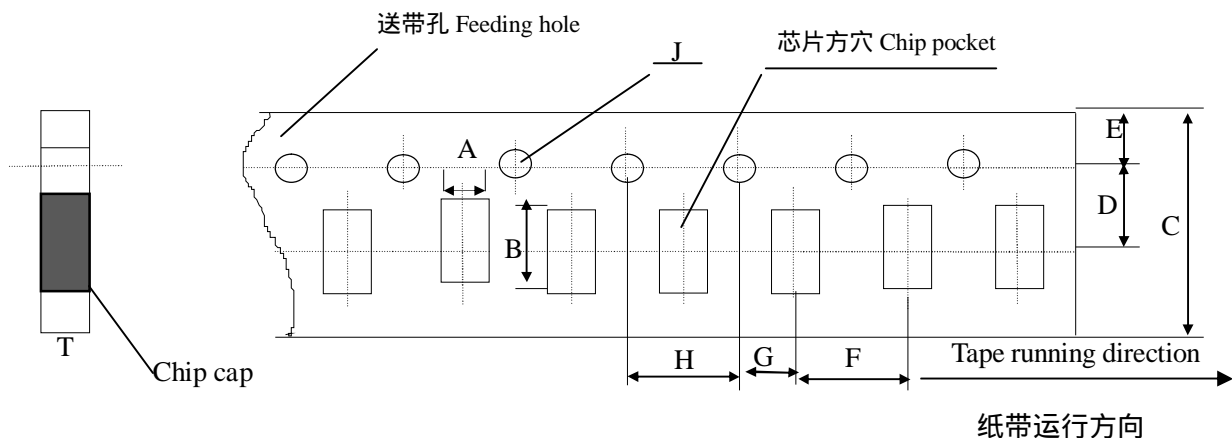 送带孔 Feeding hole
J
芯片方穴 Chip pocket
E
A
D
C
B
T
Chip cap
H
G
F
Tape running direction
纸带运行方向